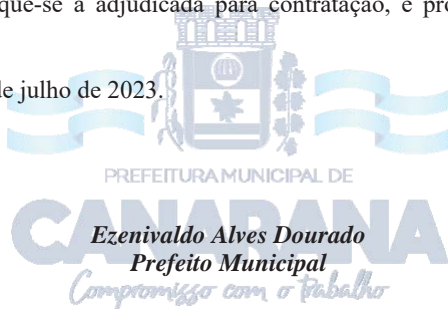 que-se a adjudicada para contratação, e pr
de julho de 2023.
PREFEITURA MUNICIPAL DE
CANARANA
Ezenivaldo Alves Dourado
Prefeito Municipal
Compromisso com o trabalho